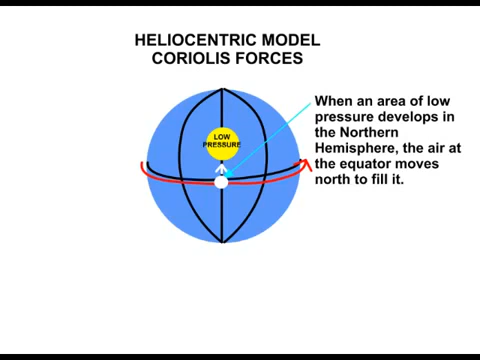 HELIOCENTRIC MODEL
CORIOLIS FORCES
When an area of low
pressure develops in
the Northern
Hemisphere, the air at
the equator moves
north to fill it.
LOW
PRESSURE